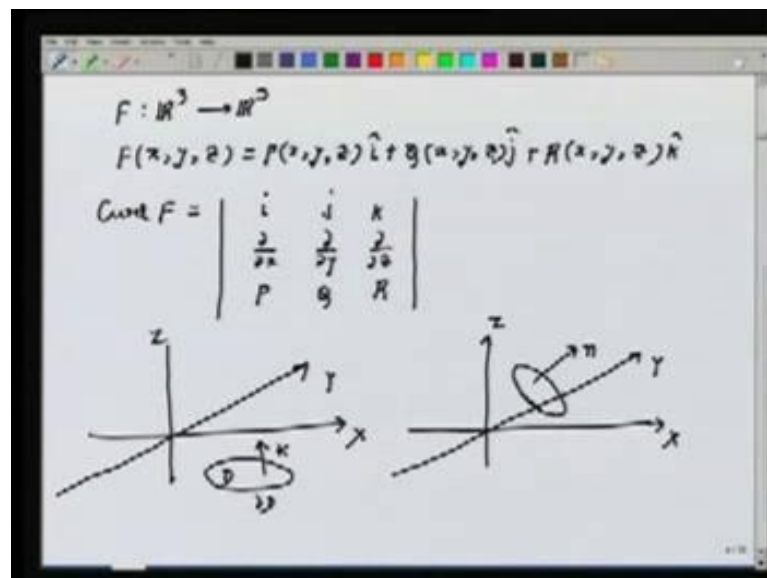 F : ℝ³ → ℝ³
F(x, y, z) = P(x, y, z) î + Q(x, y, z) ĵ + R(x, y, z) k̂
Curl F = | i j k |
| ∂/∂x ∂/∂y ∂/∂z |
| P Q R |
Z Y X D K ∂D
Z n Y X